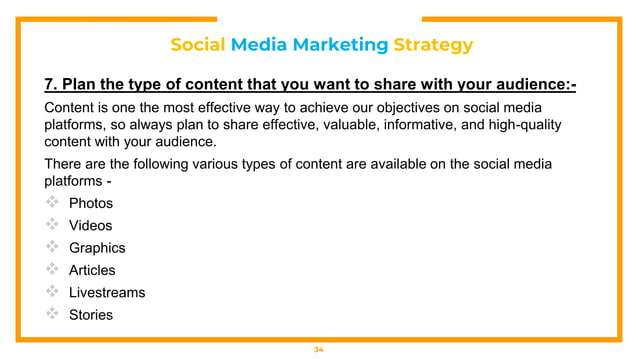 Social Media Marketing Strategy
7. Plan the type of content that you want to share with your audience:-
Content is one the most effective way to achieve our objectives on social media
platforms, so always plan to share effective, valuable, informative, and high-quality
content with your audience.
There are the following various types of content are available on the social media
platforms -
Photos
Videos
Graphics
Articles
Livestreams
Stories
34